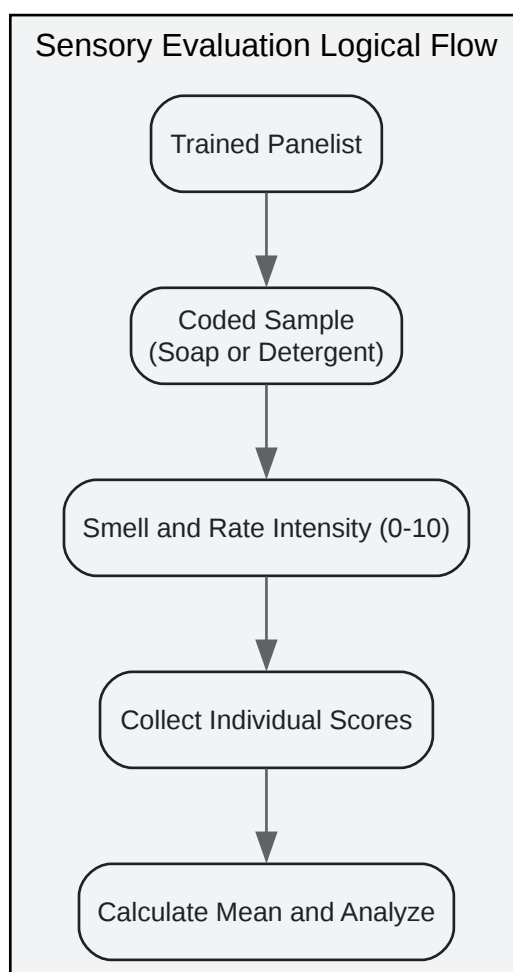 Sensory Evaluation Logical Flow
Trained Panelist
Coded Sample
(Soap or Detergent)
Smell and Rate Intensity (0-10)
Collect Individual Scores
Calculate Mean and Analyze